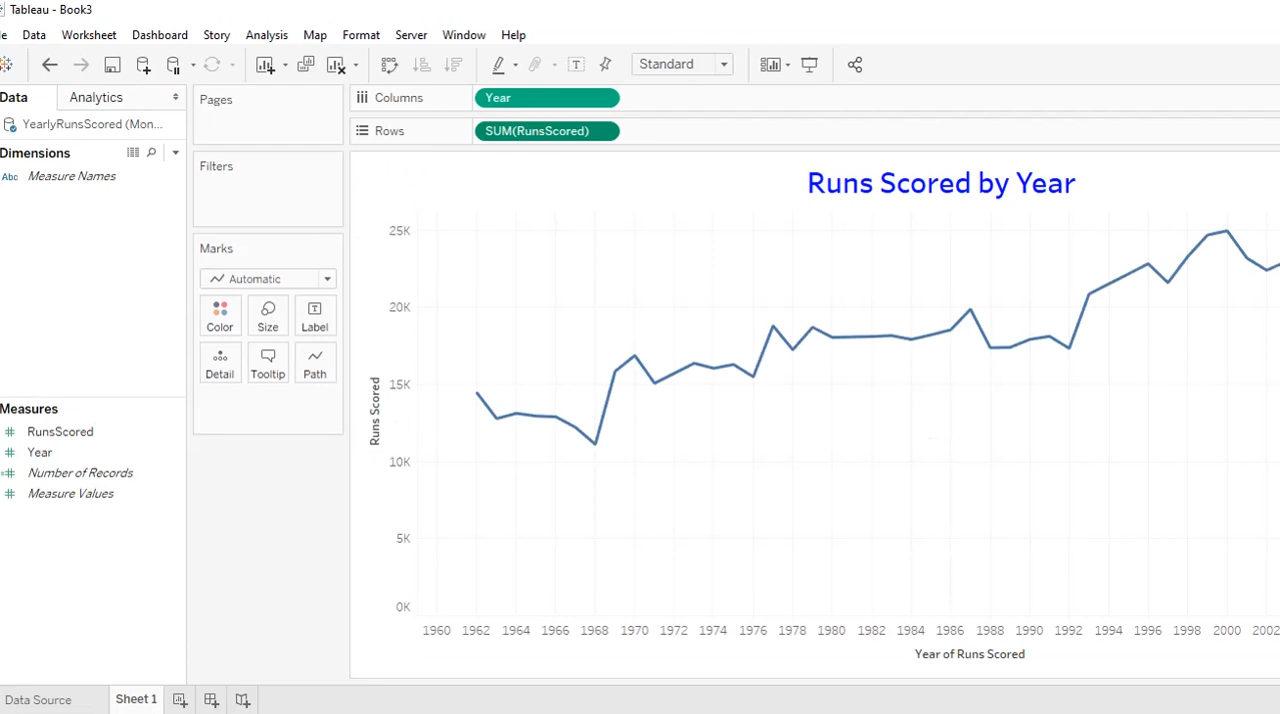 Tableau - Book3
le Data Worksheet Dashboard Story Analysis Map Format Server Window Help
Standard
Data Analytics
YearlyRunsScored (Mon...
Dimensions
Abc Measure Names
Measures
RunsScored
Year
Number of Records
Measure Values
Pages
Filters
Marks
Automatic
Color Size Label
Detail Tooltip Path
Columns Year
Rows SUM(RunsScored)
Runs Scored by Year
25K
20K
15K
10K
5K
0K
Runs Scored
1960 1962 1964 1966 1968 1970 1972 1974 1976 1978 1980 1982 1984 1986 1988 1990 1992 1994 1996 1998 2000 2002
Year of Runs Scored
Data Source Sheet 1